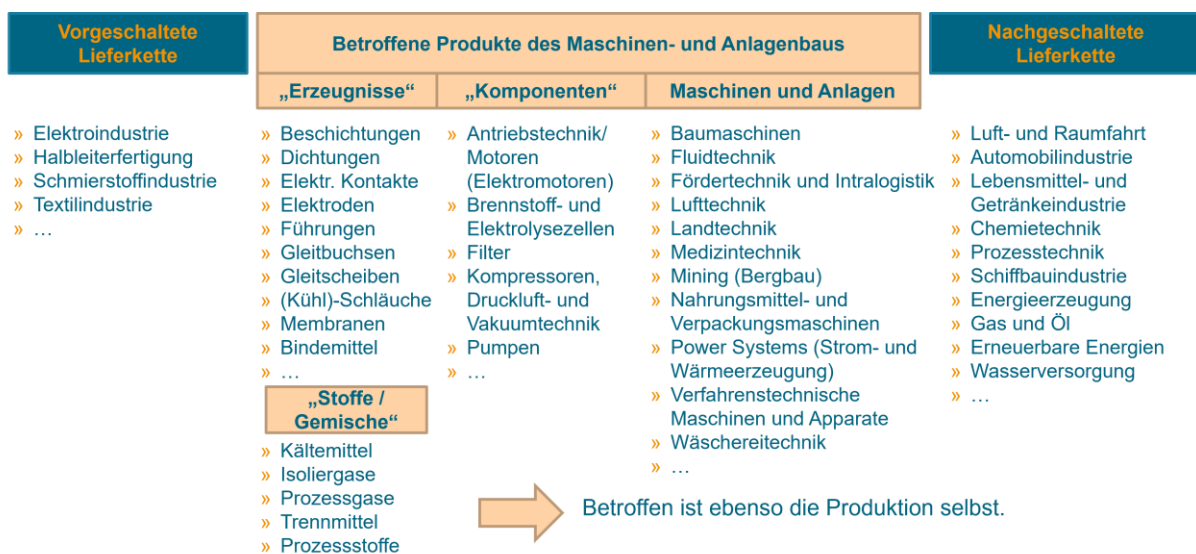 Vorgeschaltete
Lieferkette
» Elektroindustrie
» Halbleiterfertigung
» Schmierstoffindustrie
» Textilindustrie
» …
Betroffene Produkte des Maschinen- und Anlagenbaus
„Erzeugnisse“
» Beschichtungen
» Dichtungen
» Elektr. Kontakte
» Elektroden
» Führungen
» Gleitbuchsen
» Gleitscheiben
» (Kühl)-Schläuche
» Membranen
» Bindemittel
» …
„Stoffe /
Gemische“
» Kältemittel
» Isoliergase
» Prozessgase
» Trennmittel
» Prozessstoffe
„Komponenten“
» Antriebstechnik/
Motoren
(Elektromotoren)
» Brennstoff- und
Elektrolysezellen
» Filter
» Kompressoren,
Druckluft- und
Vakuumtechnik
» Pumpen
» …
Maschinen und Anlagen
» Baumaschinen
» Fluidtechnik
» Fördertechnik und Intralogistik
» Lufttechnik
» Landtechnik
» Medizintechnik
» Mining (Bergbau)
» Nahrungsmittel- und
Verpackungsmaschinen
» Power Systems (Strom- und
Wärmeerzeugung)
» Verfahrenstechnische
Maschinen und Apparate
» Wäschereitechnik
» …
Betroffen ist ebenso die Produktion selbst.
Nachgeschaltete
Lieferkette
» Luft- und Raumfahrt
» Automobilindustrie
» Lebensmittel- und
Getränkeindustrie
» Chemietechnik
» Prozesstechnik
» Schiffbauindustrie
» Energieerzeugung
» Gas und Öl
» Erneuerbare Energien
» Wasserversorgung
» …